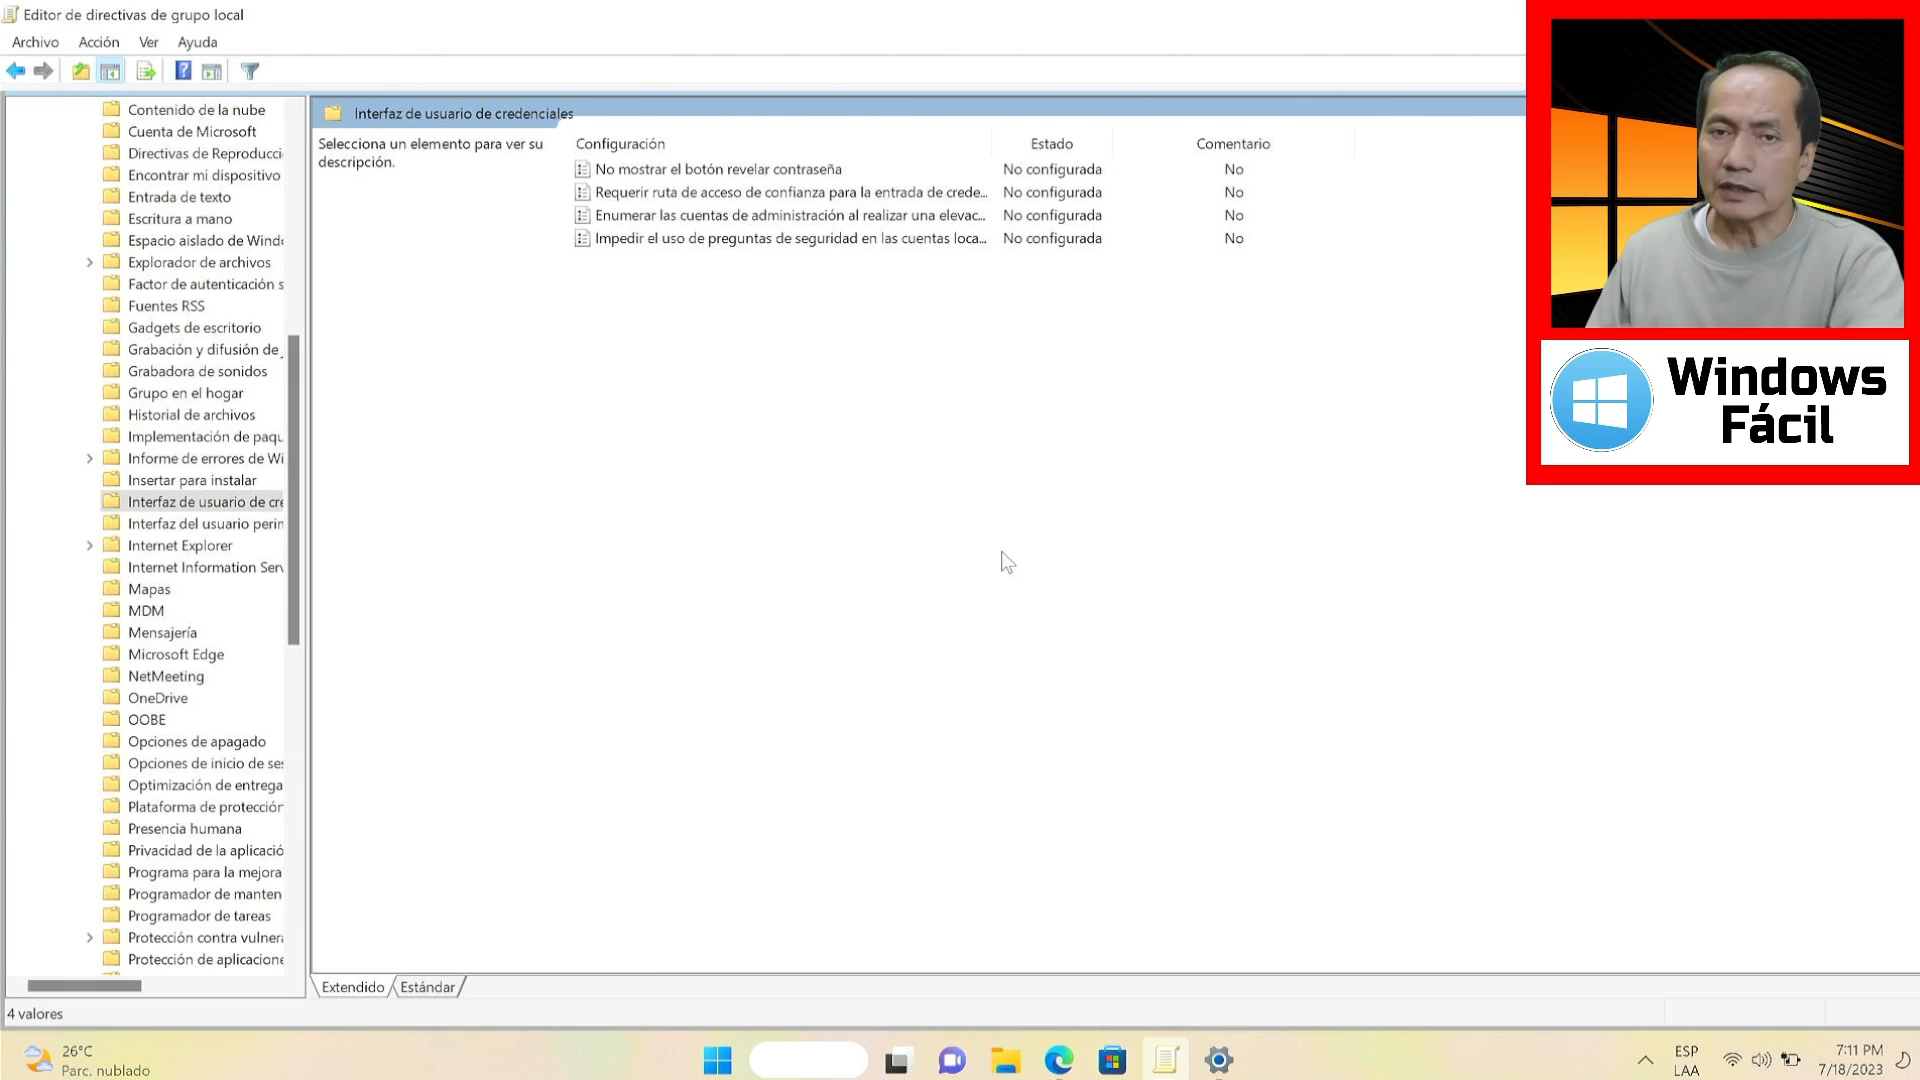 Editor de directivas de grupo local
Archivo Acción Ver Ayuda
Contenido de la nube
Cuenta de Microsoft
Directivas de Reproducci
Encontrar mi dispositivo
Entrada de texto
Escritura a mano
Espacio aislado de Windo
Explorador de archivos
Factor de autenticación s
Fuentes RSS
Gadgets de escritorio
Grabación y difusión de
Grabadora de sonidos
Grupo en el hogar
Historial de archivos
Implementación de paqu
Informe de errores de Wi
Insertar para instalar
Interfaz de usuario de cre
Interfaz del usuario perin
Internet Explorer
Internet Information Serv
Mapas
MDM
Mensajería
Microsoft Edge
NetMeeting
OneDrive
OOBE
Opciones de apagado
Opciones de inicio de ses
Optimización de entrega
Plataforma de protección
Presencia humana
Privacidad de la aplicació
Programa para la mejora
Programador de manten
Programador de tareas
Protección contra vulnera
Protección de aplicacione
Interfaz de usuario de credenciales
Selecciona un elemento para ver su
descripción.
Configuración Estado Comentario
No mostrar el botón revelar contraseña No configurada No
Requerir ruta de acceso de confianza para la entrada de crede... No configurada No
Enumerar las cuentas de administración al realizar una elevac... No configurada No
Impedir el uso de preguntas de seguridad en las cuentas loca... No configurada No
Extendido Estándar
4 valores
Windows
Fácil
26°C
Parc. nublado
ESP
LAA
7:11 PM
7/18/2023